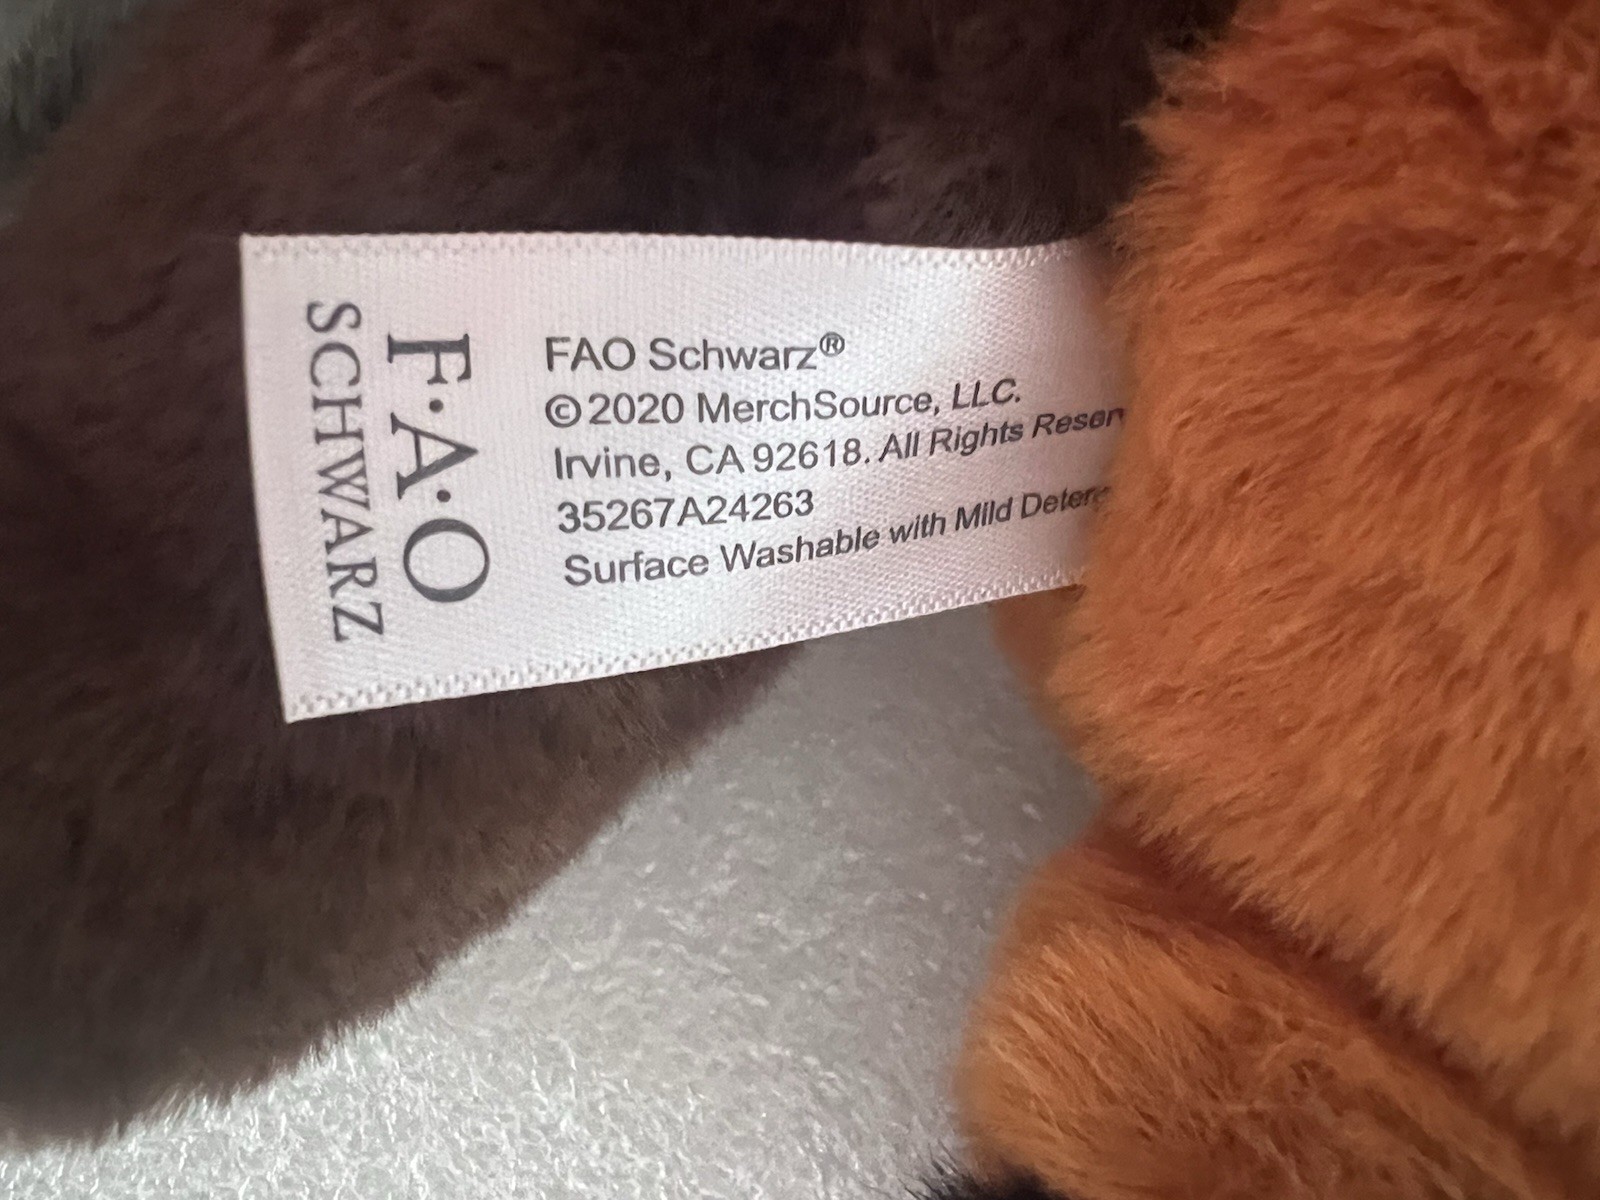 F·A·O
SCHWARZ
FAO Schwarz®
©2020 MerchSource, LLC.
Irvine, CA 92618. All Rights
35267A24263
Surface Washable with Mild